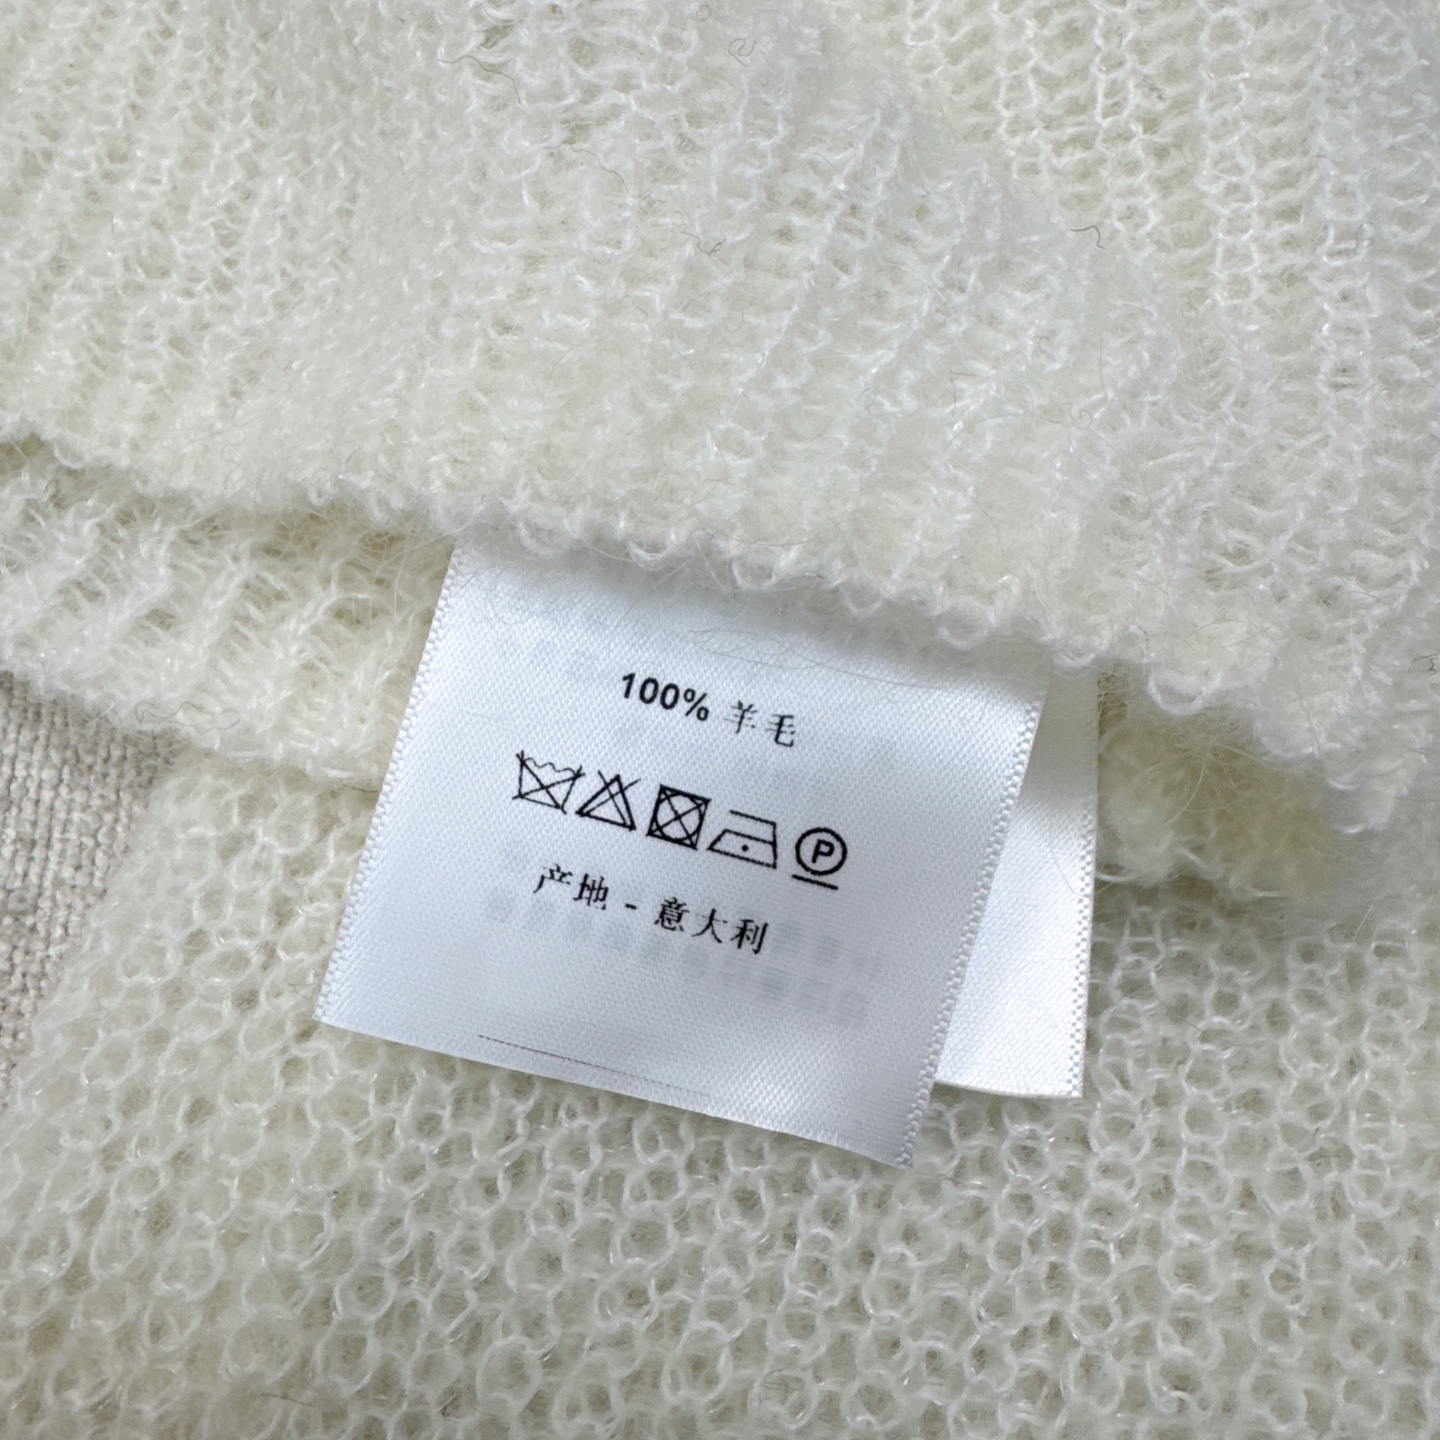 100% 羊毛
P
产地 - 意大利